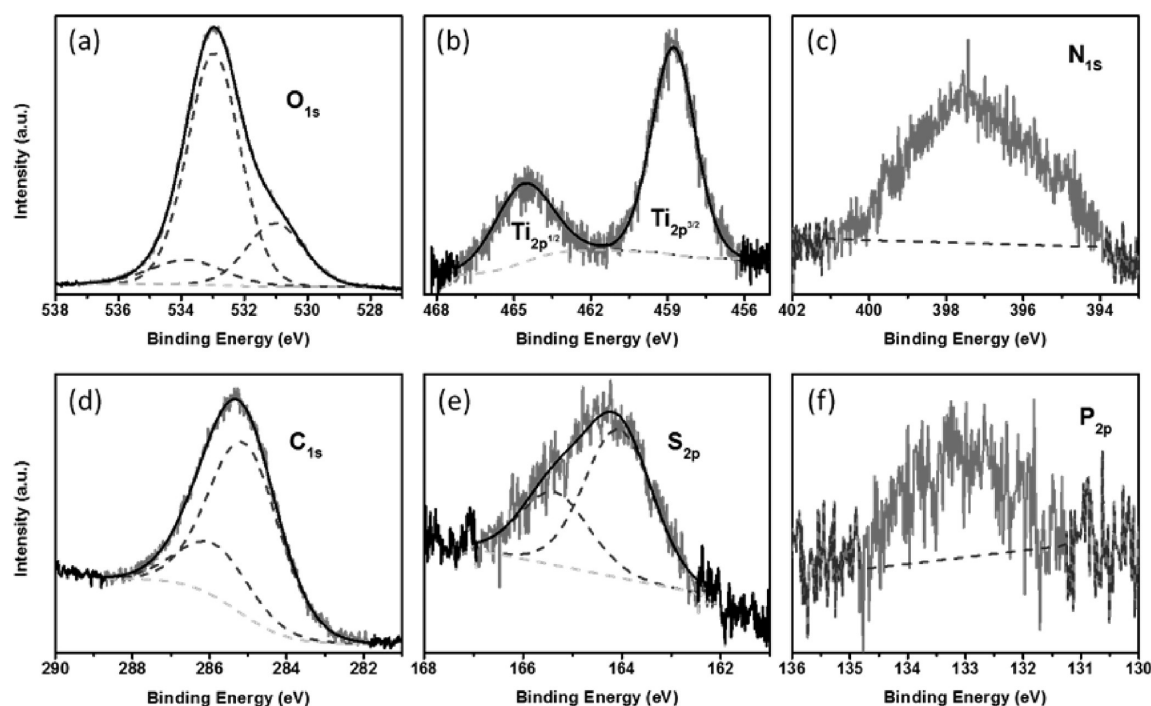 (a)
O1s
Intensity (a.u.)
538 536 534 532 530 528
Binding Energy (eV)
(b)
Ti2p1/2
Ti2p3/2
468 465 462 459 456
Binding Energy (eV)
(c)
N1s
402 400 398 396 394
Binding Energy (eV)
(d)
C1s
Intensity (a.u.)
290 288 286 284 282
Binding Energy (eV)
(e)
S2p
168 166 164 162
Binding Energy (eV)
(f)
P2p
136 135 134 133 132 131 130
Binding Energy (eV)